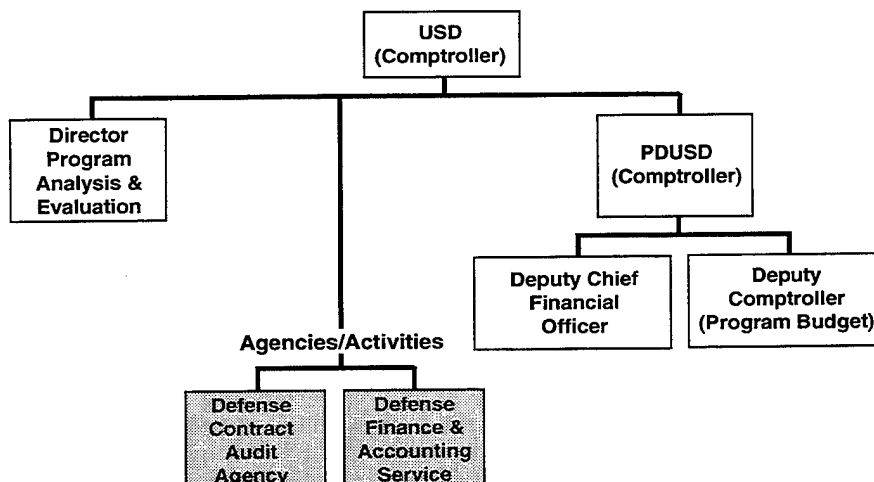 USD
(Comptroller)
Director
Program
Analysis &
Evaluation
PDUSD
(Comptroller)
Deputy Chief
Financial
Officer
Deputy
Comptroller
(Program Budget)
Agencies/Activities
Defense
Contract
Audit
Agency
Defense
Finance &
Accounting
Service